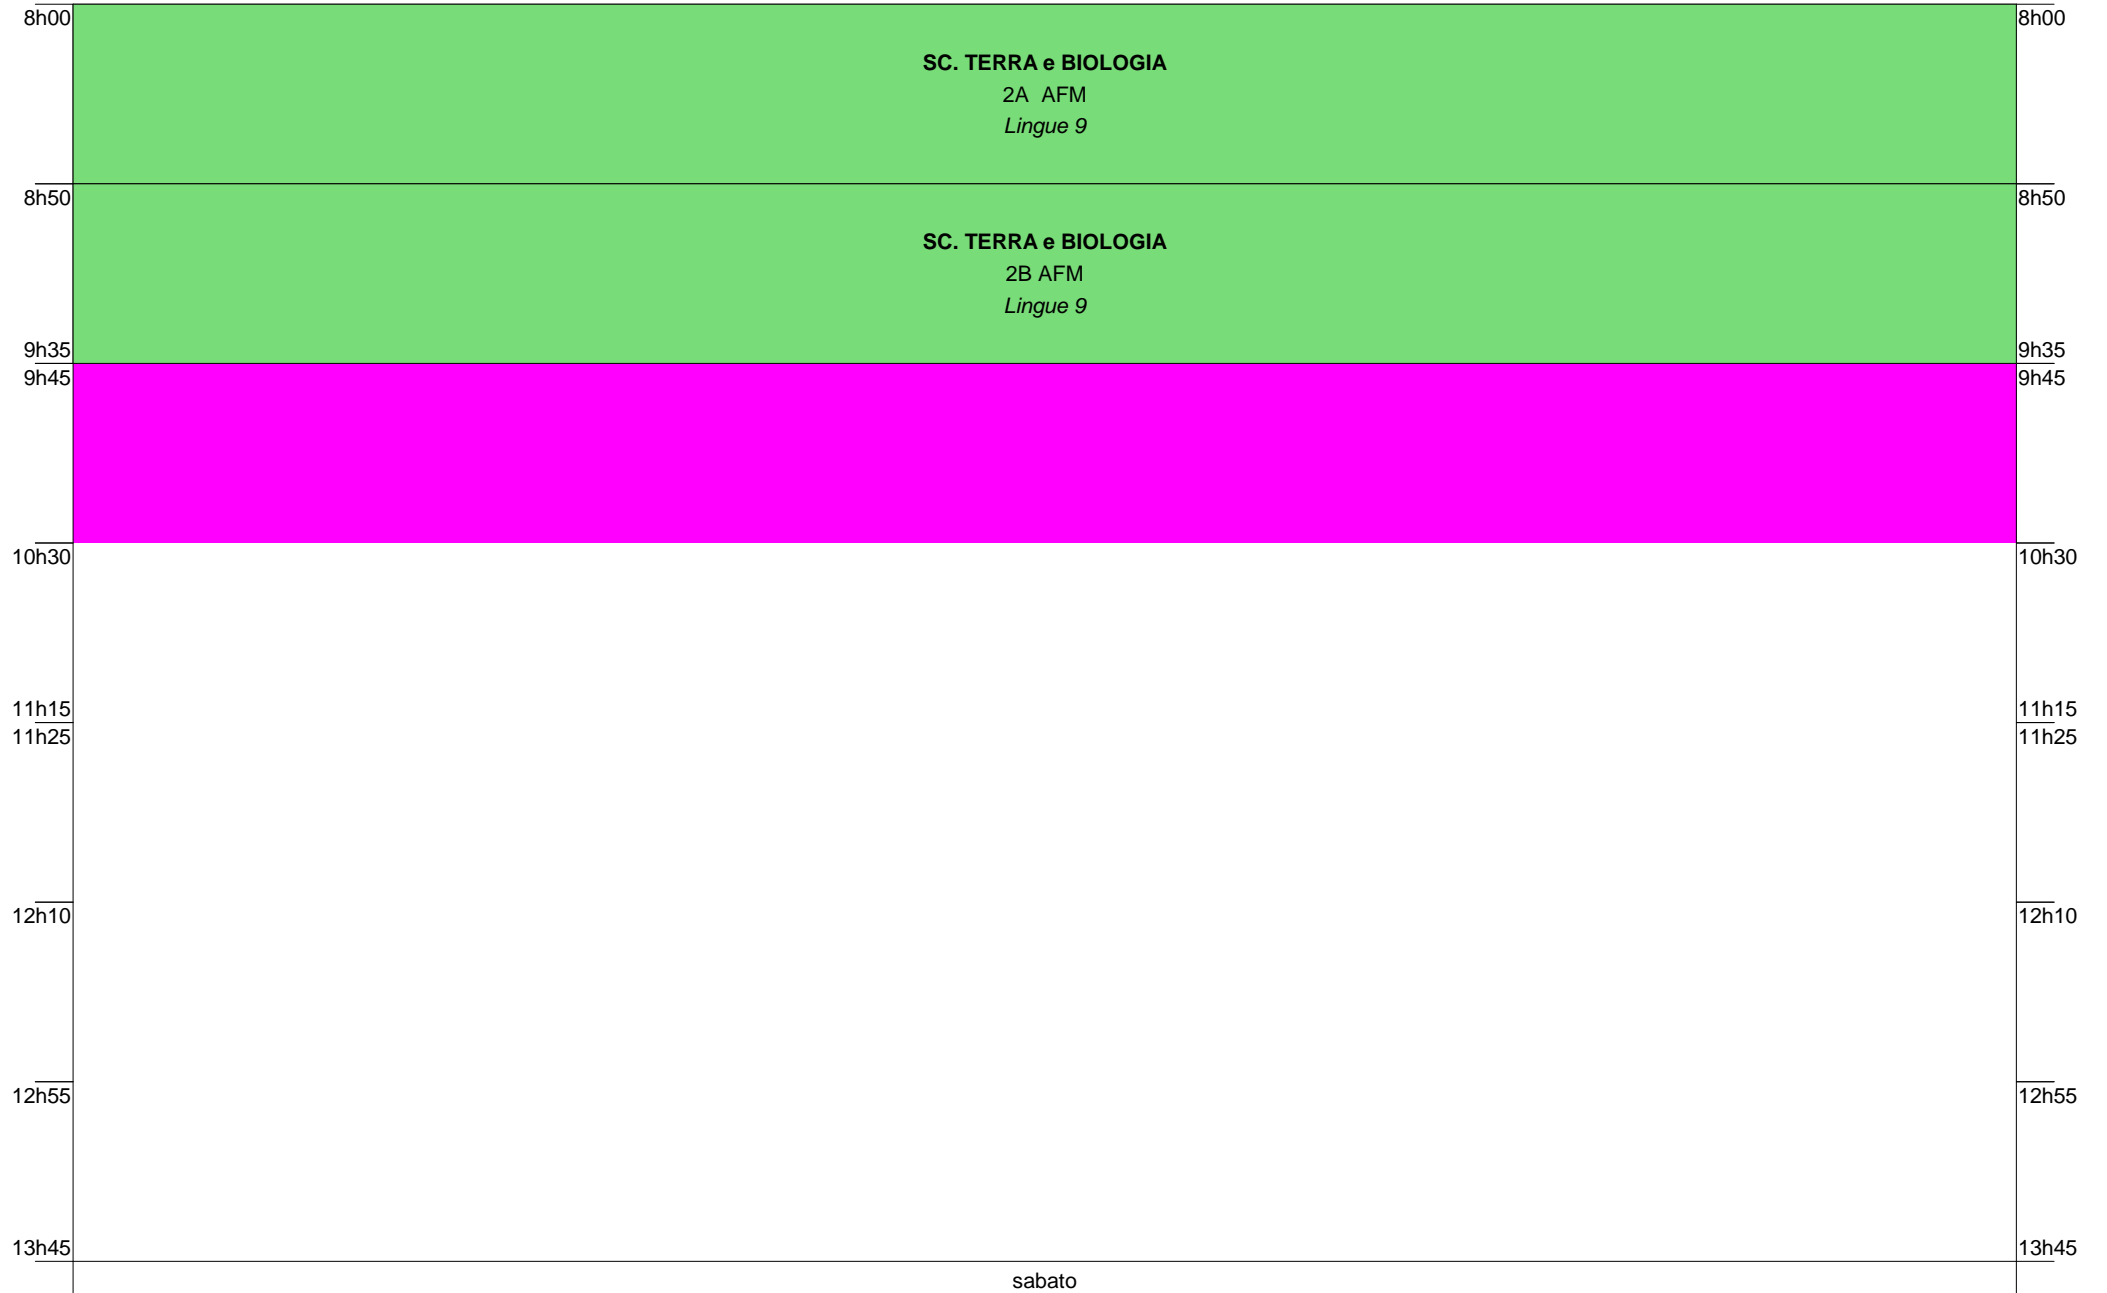 8h00 8h00
SC. TERRA e BIOLOGIA
2A AFM
Lingue 9
8h50 8h50
SC. TERRA e BIOLOGIA
2B AFM
Lingue 9
9h35 9h35
9h45 9h45
10h30 10h30
11h15 11h15
11h25 11h25
12h10 12h10
12h55 12h55
13h45 13h45
sabato